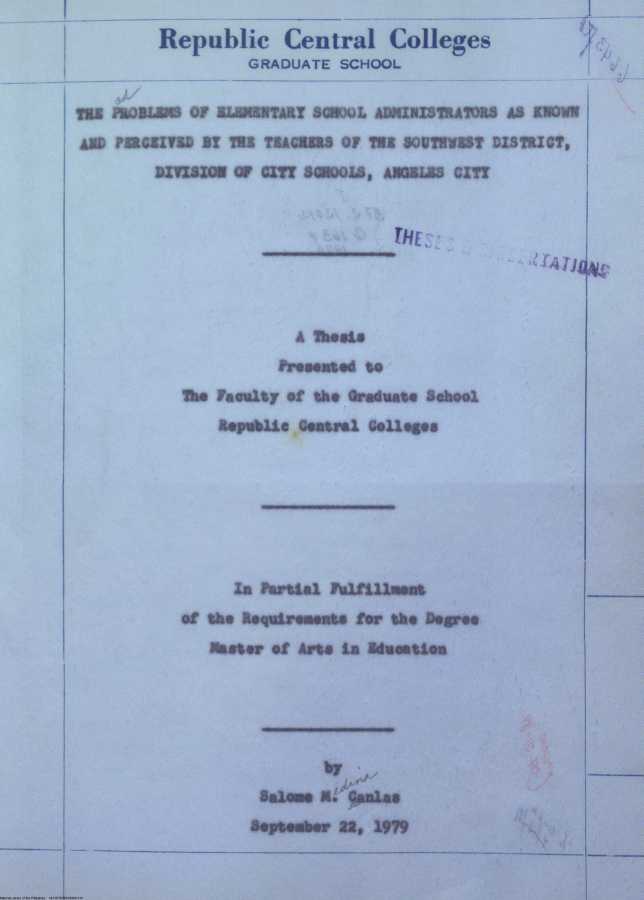 Republic Central Colleges
GRADUATE SCHOOL
THE PROBLEMS OF ELEMENTARY SCHOOL ADMINISTRATORS AS KNOWN
AND PERCEIVED BY THE TEACHERS OF THE SOUTHWEST DISTRICT,
DIVISION OF CITY SCHOOLS, ANGELES CITY
THESES & DISSERTATIONS
A Thesis
Presented to
The Faculty of the Graduate School
Republic Central Colleges
In Partial Fulfillment
of the Requirements for the Degree
Master of Arts in Education
by
edina
Salome M. Canlas
September 22, 1979